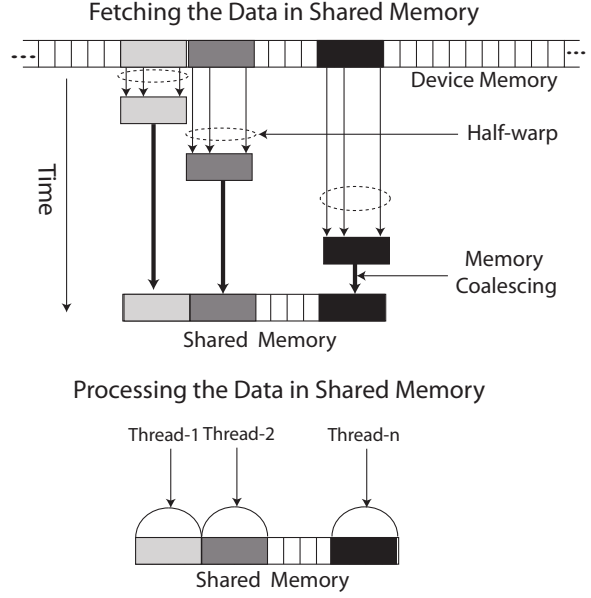 Fetching the Data in Shared Memory
Device Memory
Half-warp
Time
Memory
Coalescing
Shared Memory
Processing the Data in Shared Memory
Thread-1 Thread-2 Thread-n
Shared Memory